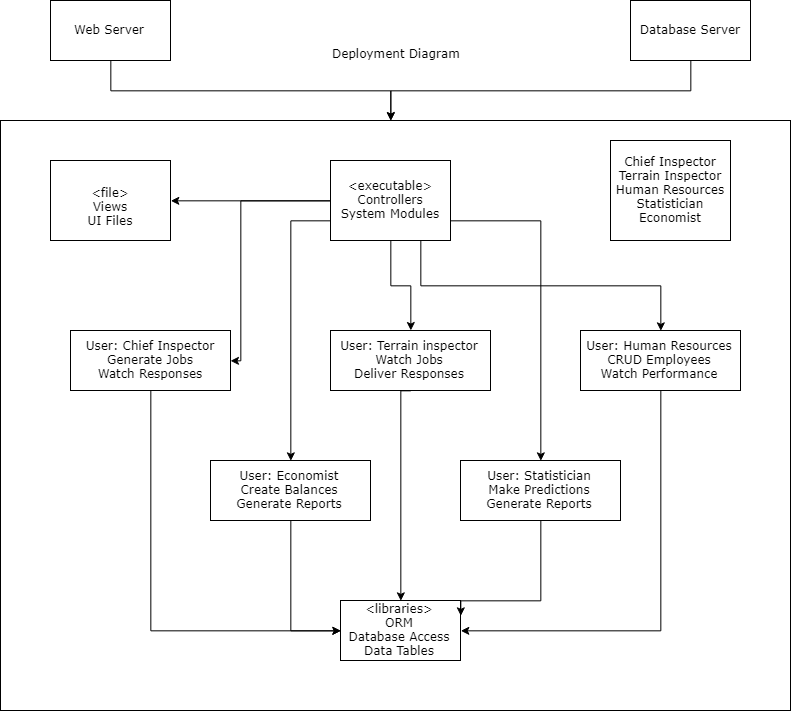 Web Server
Database Server
Deployment Diagram
<file>
Views
UI Files
<executable>
Controllers
System Modules
Chief Inspector
Terrain Inspector
Human Resources
Statistician
Economist
User: Chief Inspector
Generate Jobs
Watch Responses
User: Terrain inspector
Watch Jobs
Deliver Responses
User: Human Resources
CRUD Employees
Watch Performance
User: Economist
Create Balances
Generate Reports
User: Statistician
Make Predictions
Generate Reports
<libraries>
ORM
Database Access
Data Tables